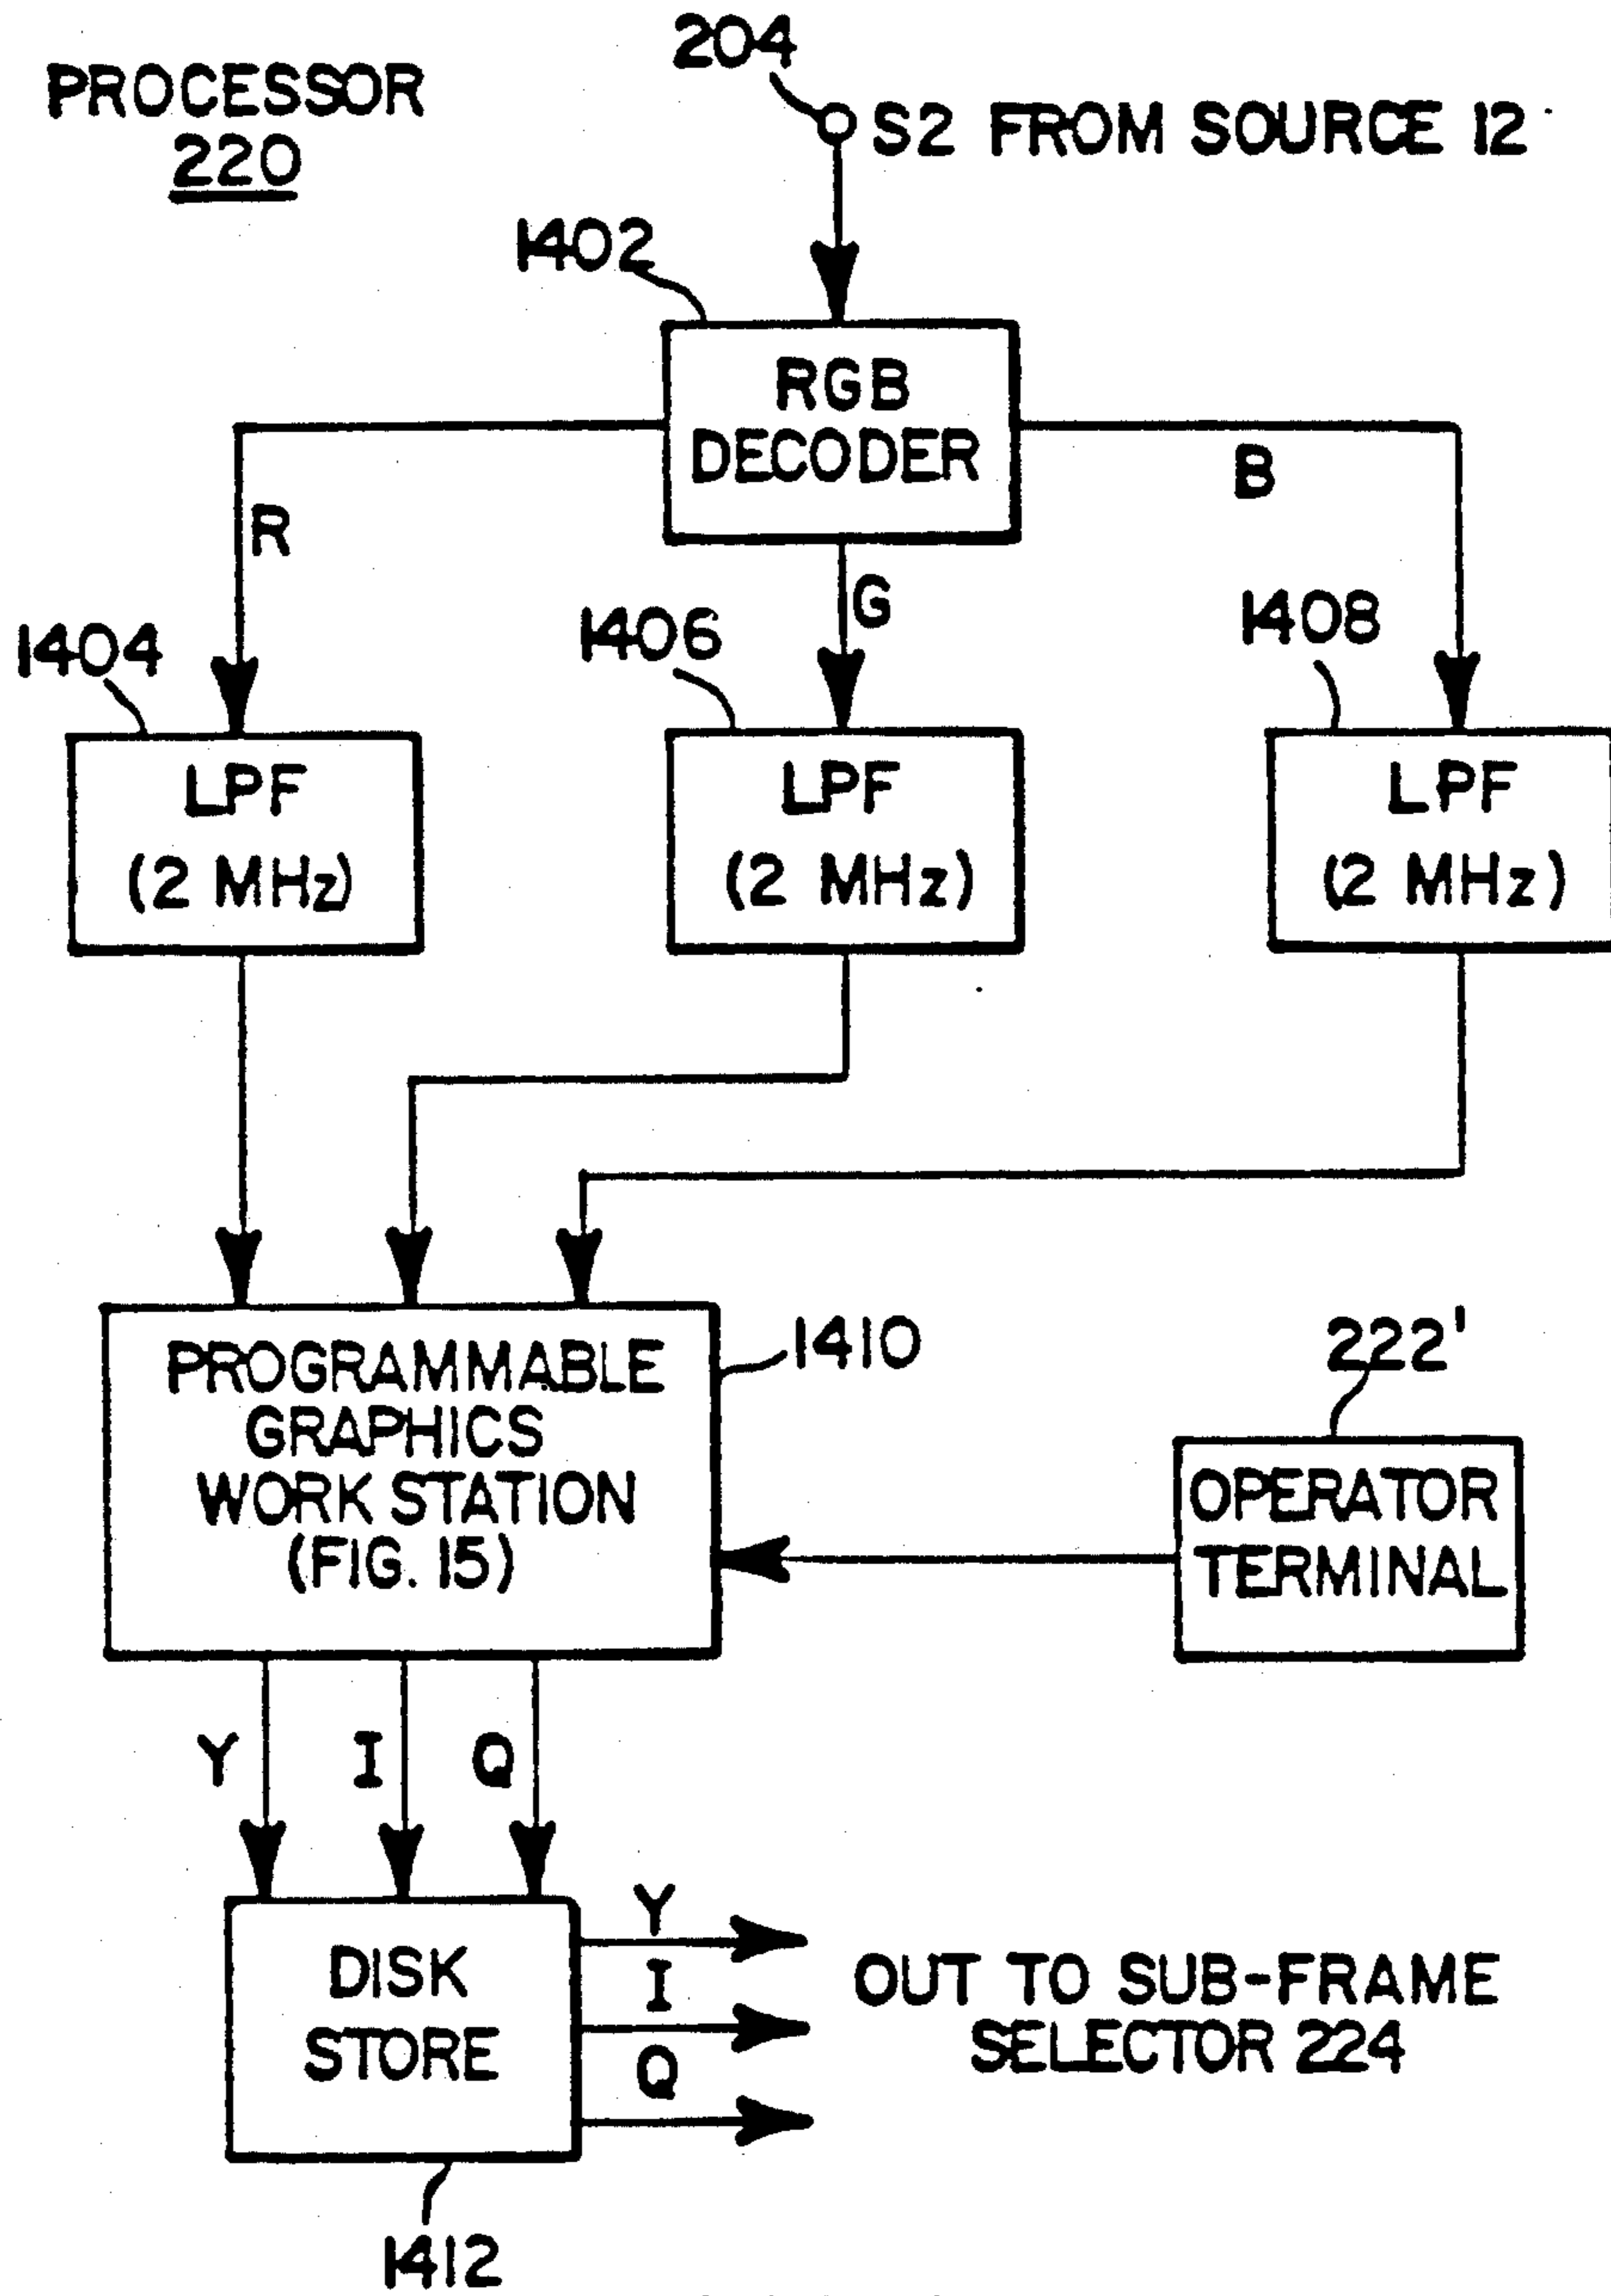 PROCESSOR
220
204
S2 FROM SOURCE 12
1402
RGB
DECODER
R
G
B
1404
1406
1408
LPF
(2 MHz)
LPF
(2 MHz)
LPF
(2 MHz)
PROGRAMMABLE
GRAPHICS
WORK STATION
(FIG. 15)
1410
222'
OPERATOR
TERMINAL
Y
I
Q
DISK
STORE
Y
I
Q
OUT TO SUB-FRAME
SELECTOR 224
1412